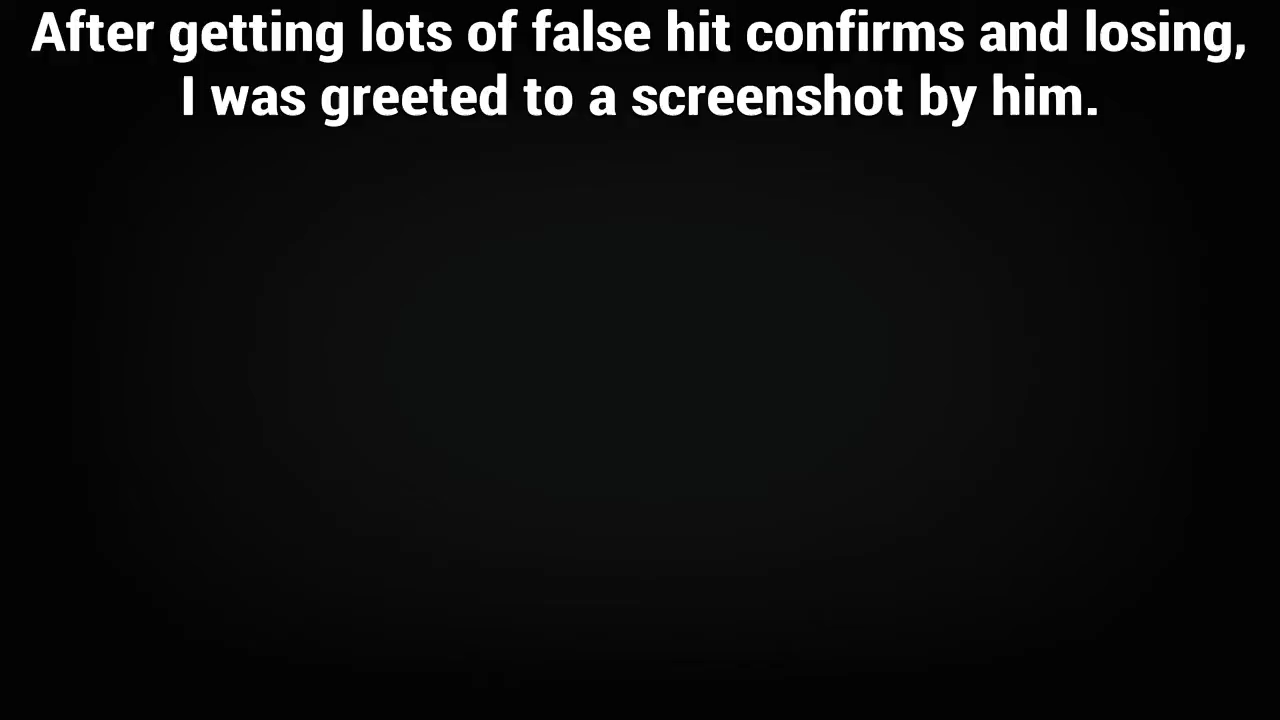 After getting lots of false hit confirms and losing,
I was greeted to a screenshot by him.